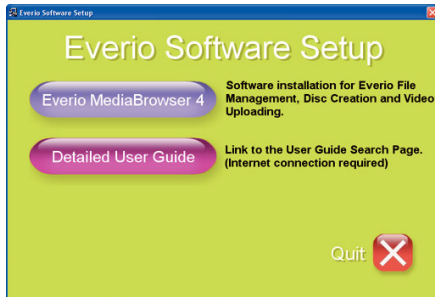 Everio Software Setup
Everio Software Setup
Everio MediaBrowser 4
Software installation for Everio File
Management, Disc Creation and Video
Uploading.
Detailed User Guide
Link to the User Guide Search Page.
(Internet connection required)
Quit